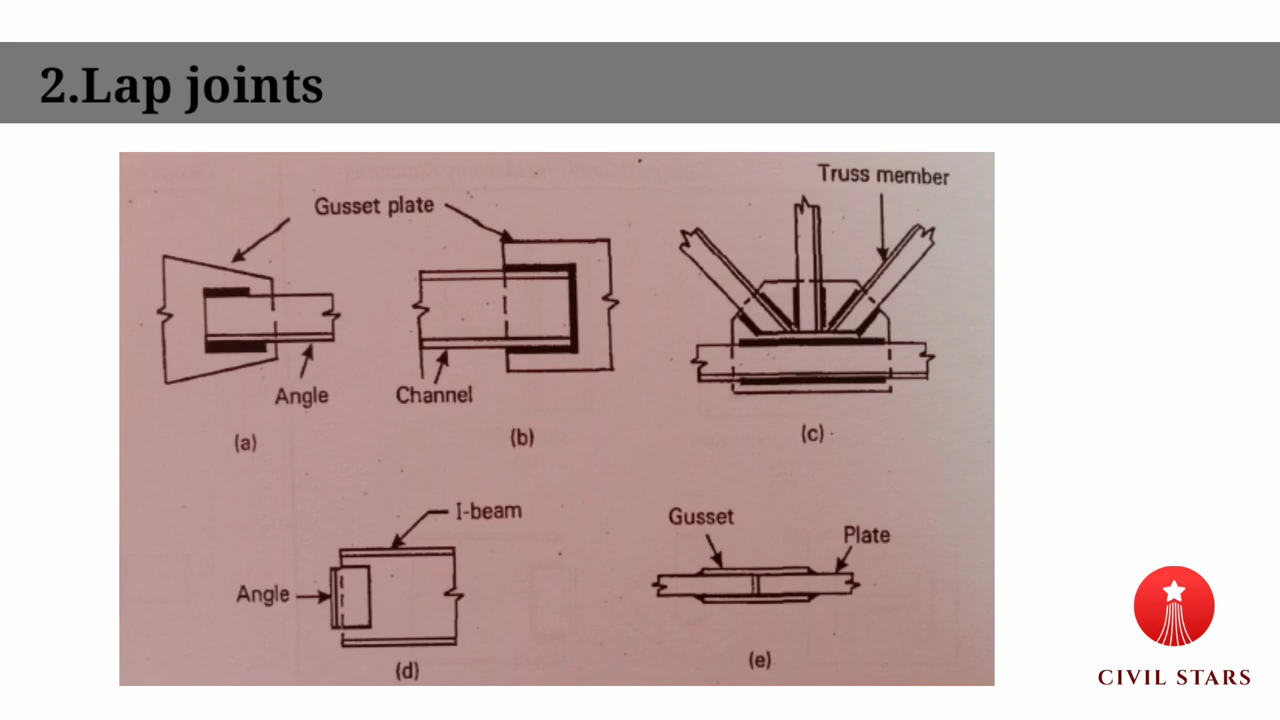 2.Lap joints
Truss member
Gusset plate
Angle
Channel
(a)
(b)
(c)
I-beam
Angle
(d)
Gusset
Plate
(e)
CIVIL STARS